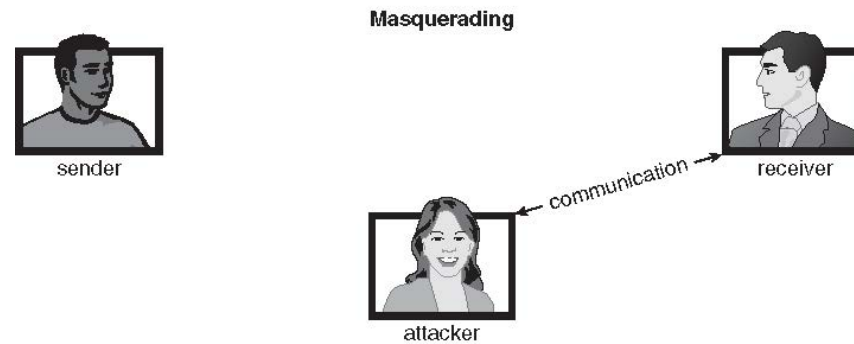 Masquerading
sender
receiver
communication
attacker